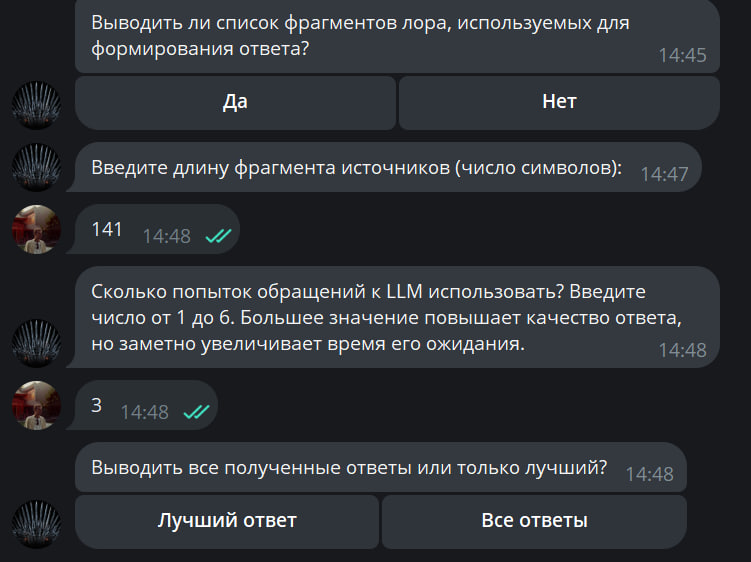 Выводить ли список фрагментов лора, используемых для
формирования ответа?
14:45
Да
Нет
Введите длину фрагмента источников (число символов):
14:47
141
14:48
Сколько попыток обращений к LLM использовать? Введите
число от 1 до 6. Большее значение повышает качество ответа,
но заметно увеличивает время его ожидания.
14:48
3
14:48
Выводить все полученные ответы или только лучший?
14:48
Лучший ответ
Все ответы